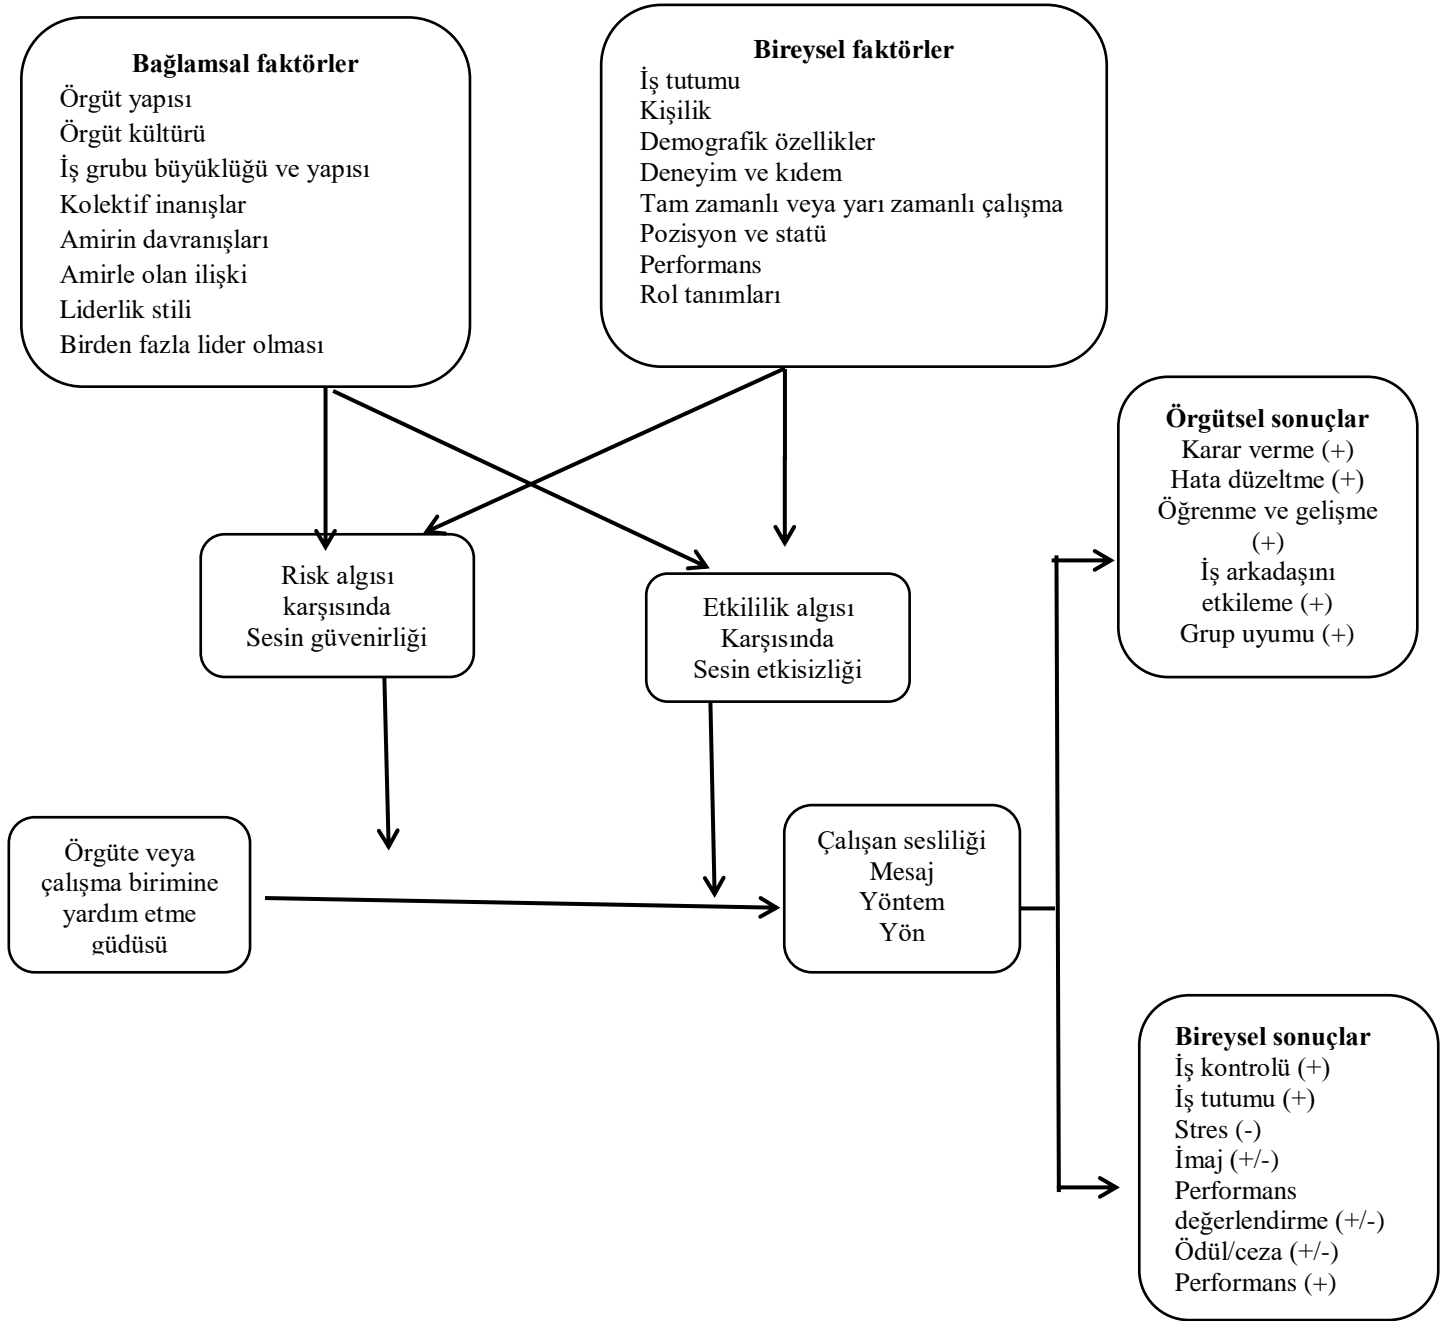 Bağlamsal faktörler
Örgüt yapısı
Örgüt kültürü
İş grubu büyüklüğü ve yapısı
Kolektif inanışlar
Amirin davranışları
Amirle olan ilişki
Liderlik stili
Birden fazla lider olması
Bireysel faktörler
İş tutumu
Kişilik
Demografik özellikler
Deneyim ve kıdem
Tam zamanlı veya yarı zamanlı çalışma
Pozisyon ve statü
Performans
Rol tanımları
Risk algısı
karşısında
Sesin güvenirliği
Etkililik algısı
Karşısında
Sesin etkisizliği
Örgüte veya
çalışma birimine
yardım etme
güdüsü
Çalışan sesliliği
Mesaj
Yöntem
Yön
Örgütsel sonuçlar
Karar verme (+)
Hata düzeltme (+)
Öğrenme ve gelişme
(+)
İş arkadaşını
etkileme (+)
Grup uyumu (+)
Bireysel sonuçlar
İş kontrolü (+)
İş tutumu (+)
Stres (-)
İmaj (+/-)
Performans
değerlendirme (+/-)
Ödül/ceza (+/-)
Performans (+)